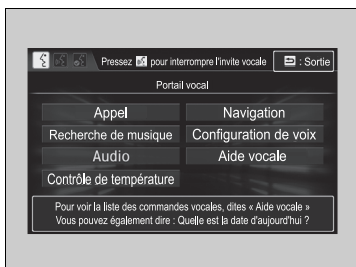 Pressez pour interrompre l'invite vocale : Sortie
Portail vocal
Appel Navigation
Recherche de musique Configuration de voix
Audio Aide vocale
Contrôle de température
Pour voir la liste des commandes vocales, dites « Aide vocale »
Vous pouvez également dire : Quelle est la date d'aujourd'hui ?